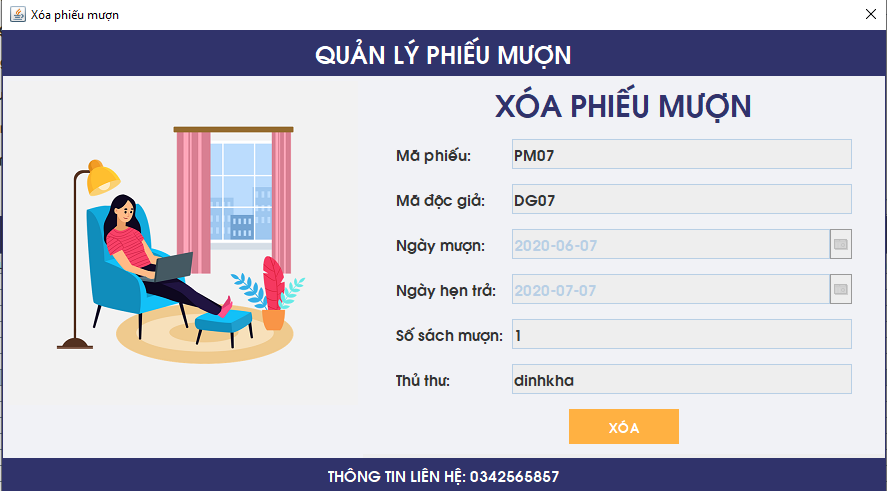 Xóa phiếu mượn
QUẢN LÝ PHIẾU MƯỢN
XÓA PHIẾU MƯỢN
Mã phiếu: PM07
Mã độc giả: DG07
Ngày mượn: 2020-06-07
Ngày hẹn trả: 2020-07-07
Số sách mượn: 1
Thủ thư: dinhkha
XÓA
THÔNG TIN LIÊN HỆ: 0342565857